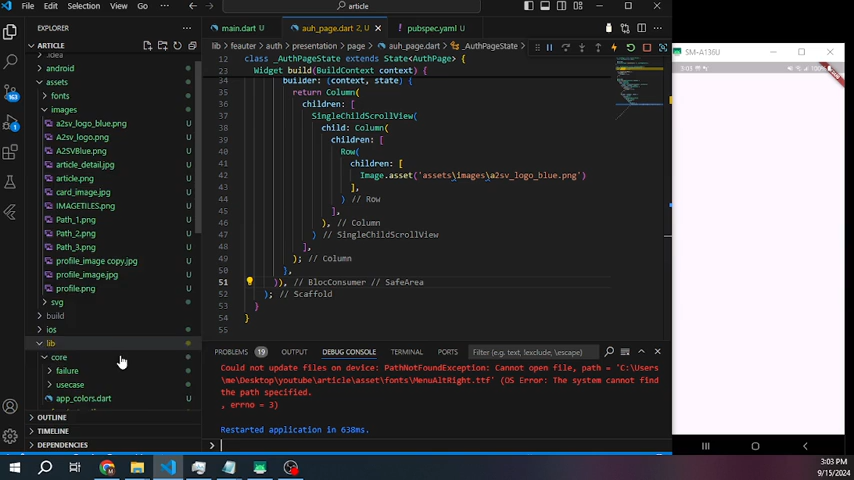 File Edit Selection View Go ···
article
EXPLORER
main.dart U
auh_page.dart 2, U
pubspec.yaml U
lib > feauter > auth > presentation > page > auh_page.dart > _AuthPageState
ARTICLE
.idea
android
assets
fonts
images
a2sv_logo_blue.png U
A2sv_logo.png U
A2SVBlue.png U
article_detail.jpg U
article.png U
card_image.jpg U
IMAGETILES.png U
Path_1.png U
Path_2.png U
Path_3.png U
profile_image copy.jpg U
profile_image.jpg U
profile.png U
svg
build
ios
lib
core
failure
usecase
app_colors.dart U
OUTLINE
TIMELINE
DEPENDENCIES
12 class _AuthPageState extends State<AuthPage> {
23 Widget build(BuildContext context) {
34 builder: (context, state) {
35 return Column(
36 children: [
37 SingleChildScrollView(
38 child: Column(
39 children: [
40 Row(
41 children: [
42 Image.asset('assets\images\a2sv_logo_blue.png')
43 ],
44 ) // Row
45 ],
46 ), // Column
47 ) // SingleChildScrollView
48 ],
49 ); // Column
50 },
51 )), // BlocConsumer // SafeArea
52 ); // Scaffold
53 }
54 }
55
PROBLEMS 19 OUTPUT DEBUG CONSOLE TERMINAL PORTS Filter (e.g. text, !exclude, \escape)
Could not update files on device: PathNotFoundException: Cannot open file, path = 'C:\Users
\me\Desktop\youtube\article\asset\fonts\MenuAltRight.ttf' (OS Error: The system cannot find
the path specified.
, errno = 3)
Restarted application in 638ms.
SM-A136U
3:03
100%
3:03 PM
9/15/2024